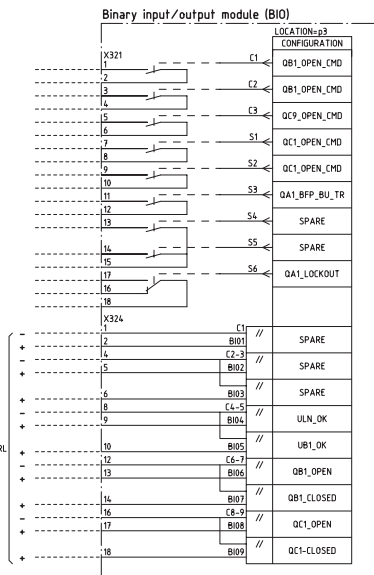 Binary input/output module (BIO)
LOCATION=p3
CONFIGURATION
X321
1 C1 QB1_OPEN_CMD
2
3 C2 QB1_OPEN_CMD
4
5 C3 QC9_OPEN_CMD
6
7 S1 QC1_OPEN_CMD
8
9 S2 QC1_OPEN_CMD
10
11 S3 QA1_BFP_BU_TR
12
13 S4 SPARE
14 S5 SPARE
15
17 S6 QA1_LOCKOUT
16
18
X324
- 1 C1 // SPARE
+ 2 BI01
- 4 C2-3 // SPARE
+ 5 BI02
// SPARE
+ 6 BI03
- 8 C4-5 // ULN_OK
+ 9 BI04
// UB1_OK
RL
+ 10 BI05
- 12 C6-7 // QB1_OPEN
+ 13 BI06
// QB1_CLOSED
+ 14 BI07
- 16 C8-9 // QC1_OPEN
+ 17 BI08
// QC1-CLOSED
+ 18 BI09